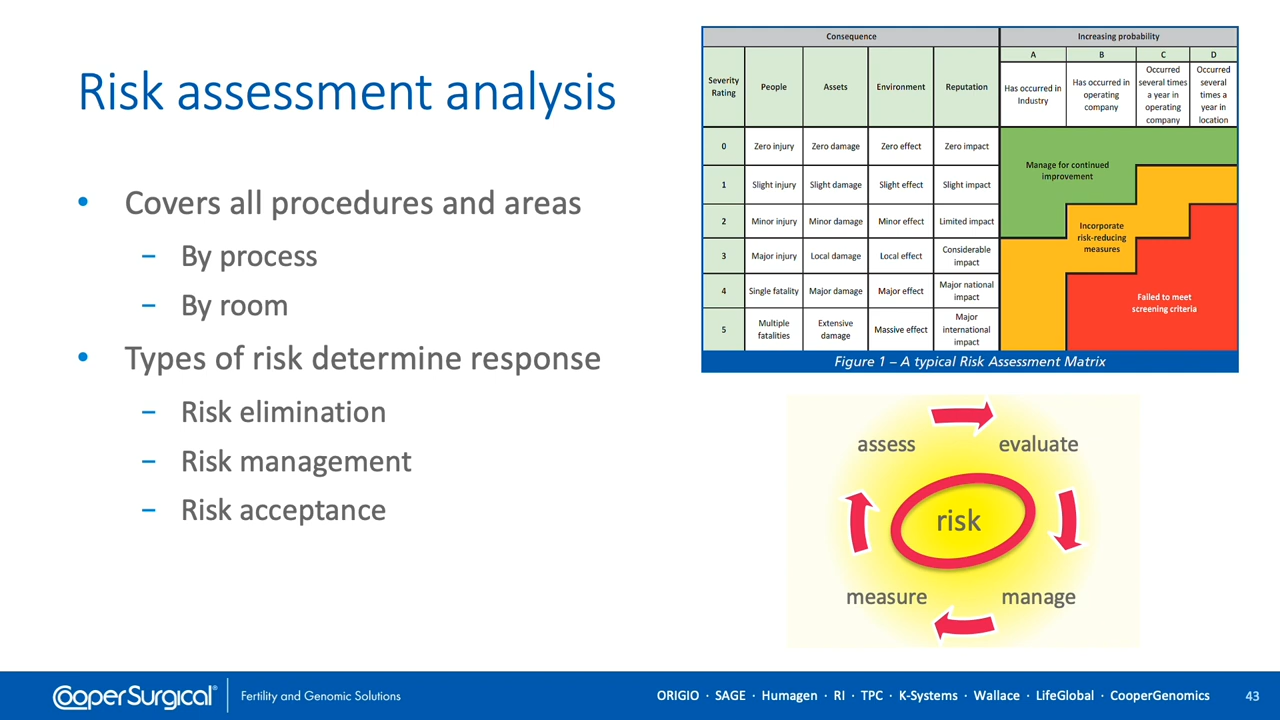 Risk assessment analysis
• Covers all procedures and areas
– By process
– By room
• Types of risk determine response
– Risk elimination
– Risk management
– Risk acceptance
Consequence
Increasing probability
Severity Rating
People
Assets
Environment
Reputation
A
B
C
D
Has occurred in Industry
Has occurred in operating company
Occurred several times a year in operating company
Occurred several times a year in location
0 Zero injury Zero damage Zero effect Zero impact
1 Slight injury Slight damage Slight effect Slight impact
2 Minor injury Minor damage Minor effect Limited impact
3 Major injury Local damage Local effect Considerable impact
4 Single fatality Major damage Major effect Major national impact
5 Multiple fatalities Extensive damage Massive effect Major international impact
Manage for continued
improvement
Incorporate
risk-reducing
measures
Failed to meet
screening criteria
Figure 1 – A typical Risk Assessment Matrix
assess
evaluate
risk
measure
manage
CooperSurgical® Fertility and Genomic Solutions
ORIGIO · SAGE · Humagen · RI · TPC · K-Systems · Wallace · LifeGlobal · CooperGenomics
43